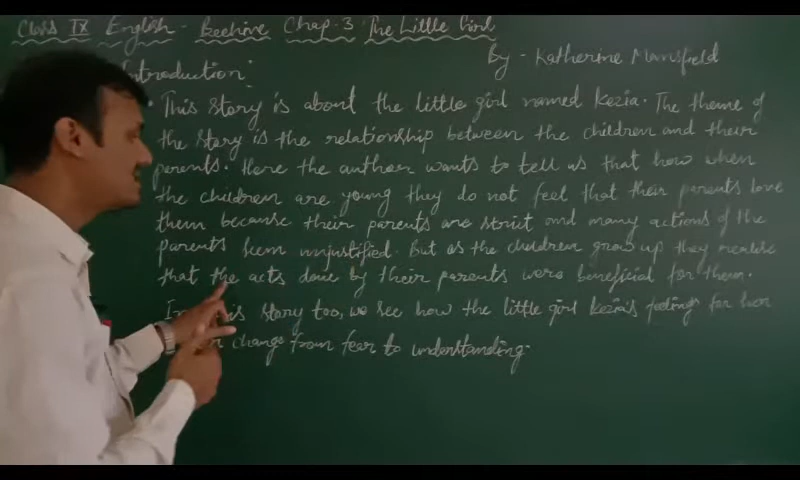 Class IX English - Beehive Chap-3 The Little Girl
By - Katherine Mansfield
Introduction:
This story is about the little girl named Kezia. The theme of
the story is the relationship between the children and their
parents. Here the author wants to tell us that how when
the children are young they do not feel that their parents love
them because their parents are strict and many actions of the
parents seem unjustified. But as the children grow up they realise
that the acts done by their parents were beneficial for them.
In story too, we see how the little girl Kezia's feelings for her
change from fear to understanding.